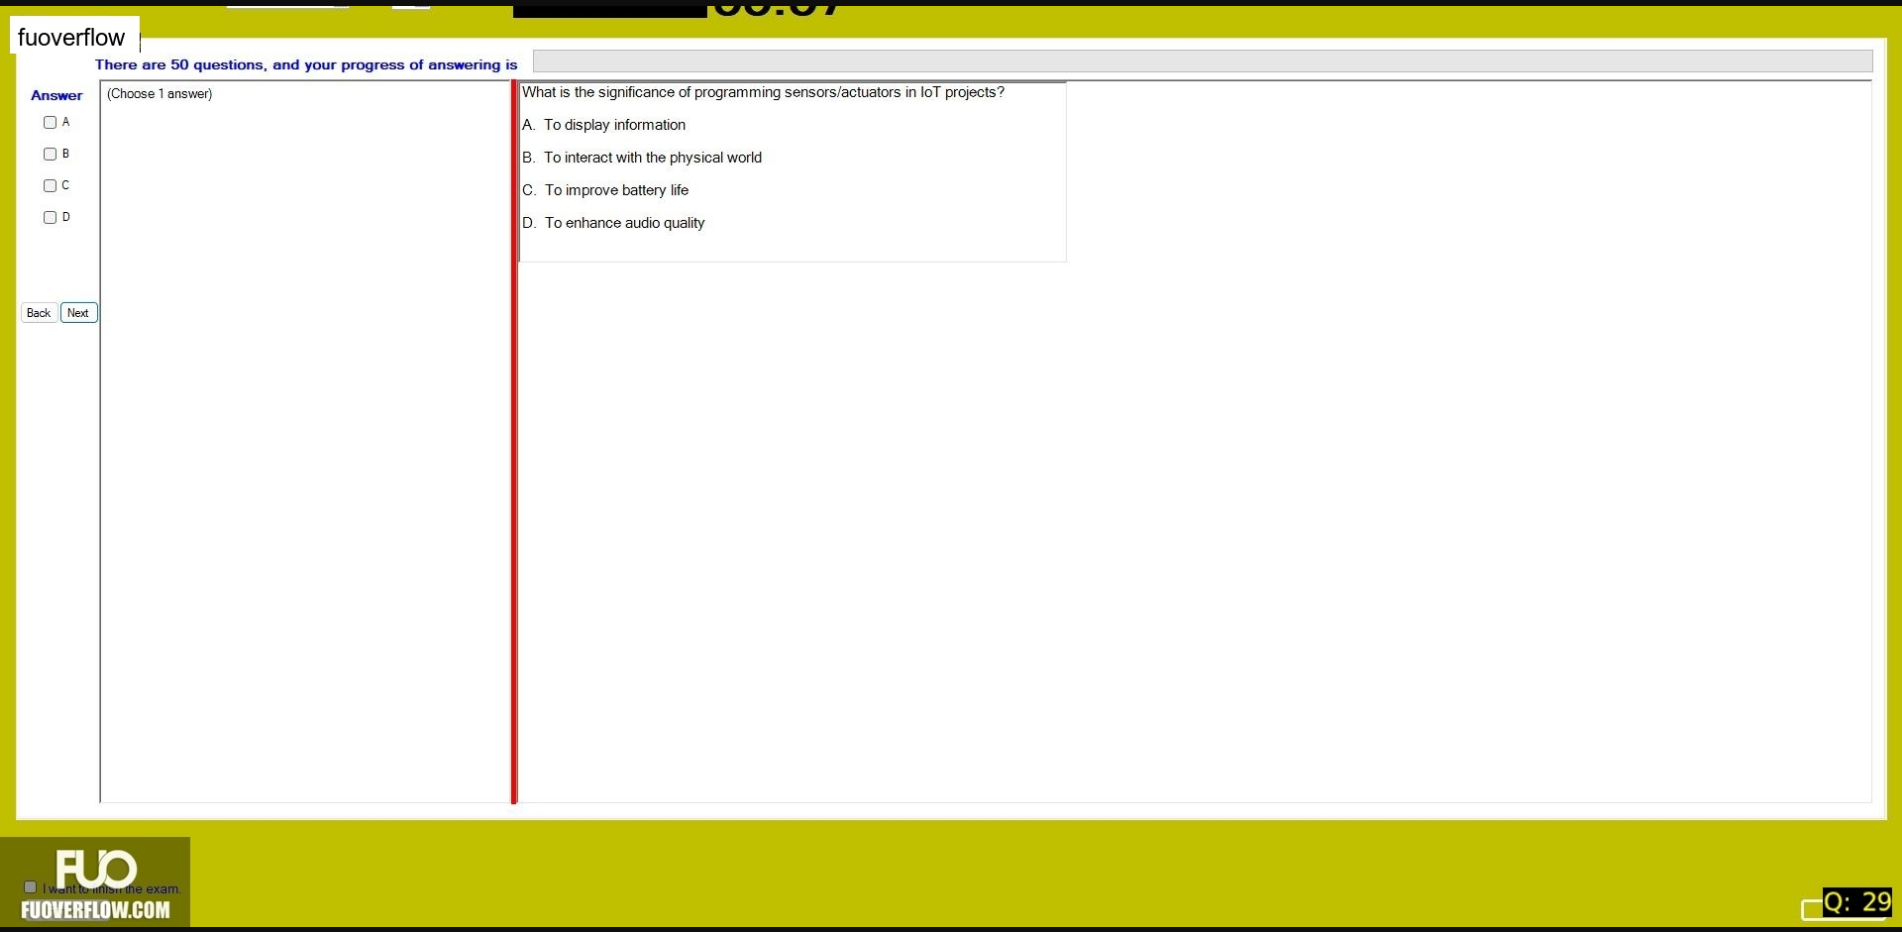 fuoverflow
There are 50 questions, and your progress of answering is
Answer
(Choose 1 answer)
What is the significance of programming sensors/actuators in IoT projects?
A
A. To display information
B
B. To interact with the physical world
C
C. To improve battery life
D
D. To enhance audio quality
Back Next
FUO
I want to finish the exam.
FUOVERFLOW.COM
Q: 29